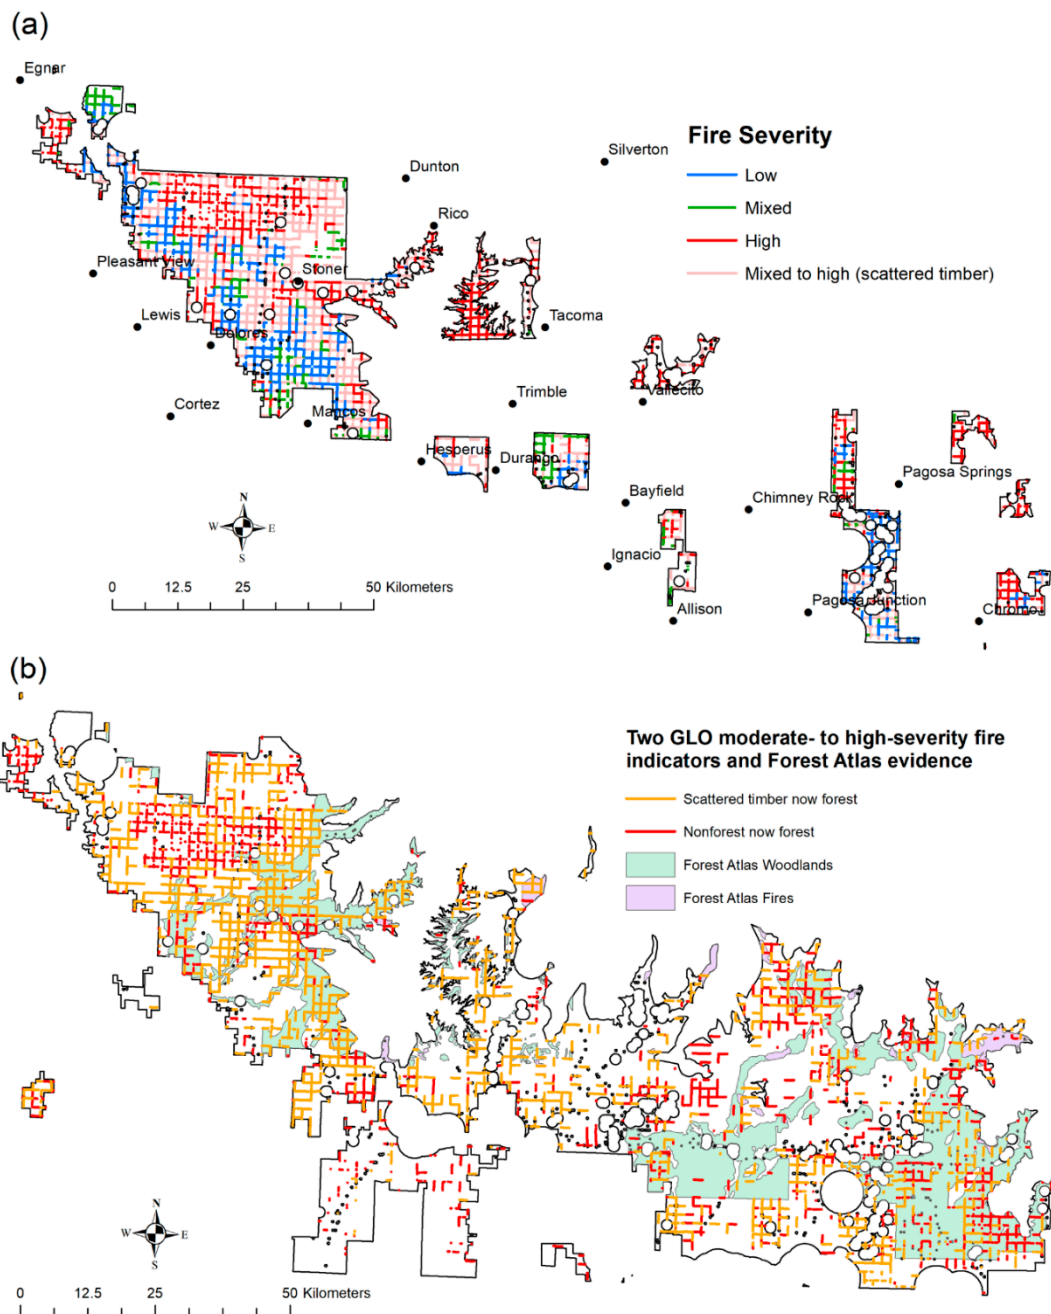 (a)
Egnar
Silverton
Dunton
Rico
Pleasant View
Stoner
Lewis
Dolores
Tacoma
Cortez
Mancos
Trimble
Vallecito
Hesperus
Durango
Pagosa Springs
Bayfield
Chimney Rock
Ignacio
Allison
Pagosa Junction
Chromo
Fire Severity
Low
Mixed
High
Mixed to high (scattered timber)
N
W E
S
0 12.5 25 50 Kilometers
(b)
Two GLO moderate- to high-severity fire
indicators and Forest Atlas evidence
Scattered timber now forest
Nonforest now forest
Forest Atlas Woodlands
Forest Atlas Fires
N
W E
S
0 12.5 25 50 Kilometers